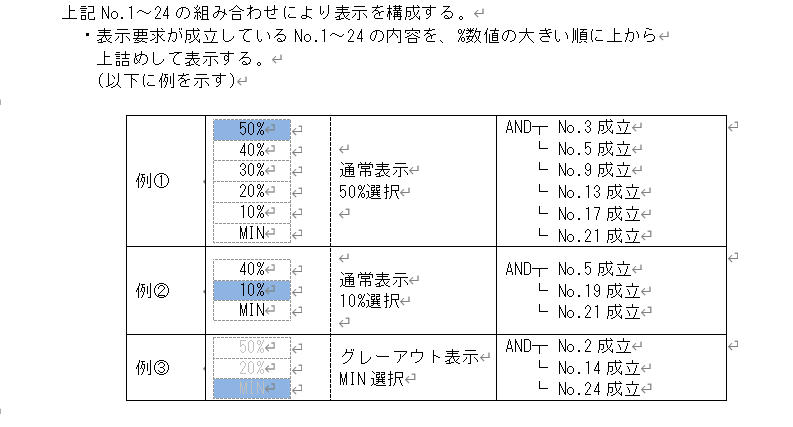 上記No.1～24の組み合わせにより表示を構成する。↵
・表示要求が成立しているNo.1～24の内容を、%数値の大きい順に上から↵
上詰めして表示する。↵
(以下に例を示す)↵
例①
50%↵
40%↵
30%↵
20%↵
10%↵
MIN↵
通常表示↵
50%選択↵
AND┬ No.3成立↵
└ No.5成立↵
└ No.9成立↵
└ No.13成立↵
└ No.17成立↵
└ No.21成立↵
例②
40%↵
10%↵
MIN↵
通常表示↵
10%選択↵
AND┬ No.5成立↵
└ No.19成立↵
└ No.21成立↵
例③
50%↵
20%↵
MIN↵
グレーアウト表示↵
MIN選択↵
AND┬ No.2成立↵
└ No.14成立↵
└ No.24成立↵